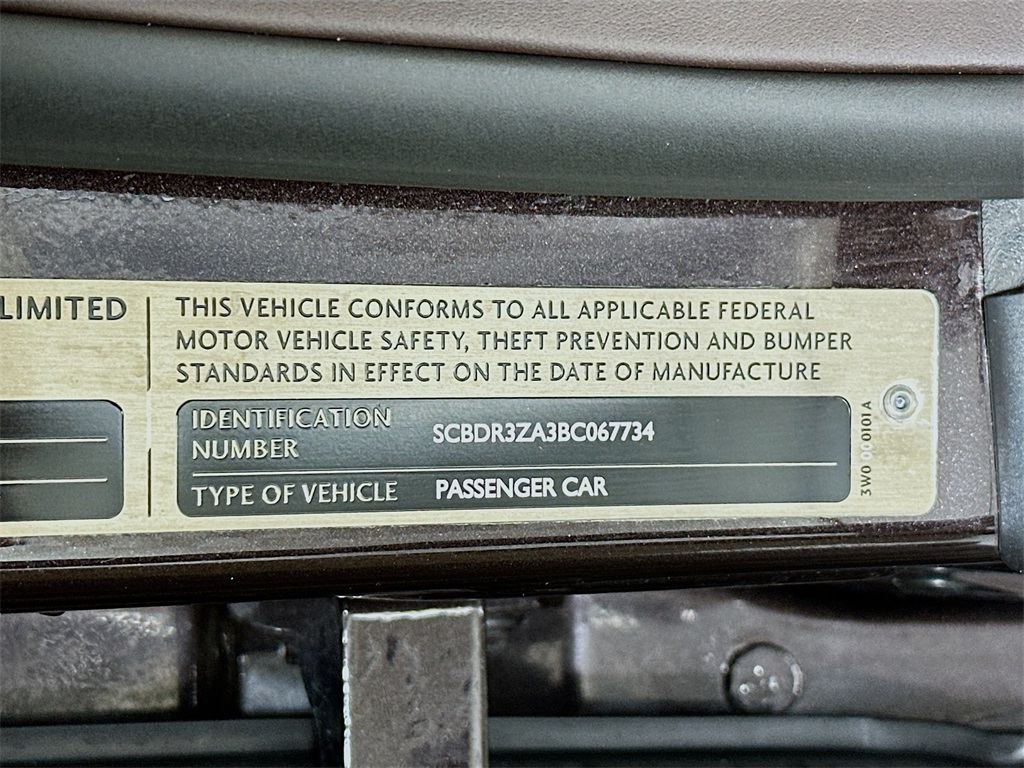 LIMITED
THIS VEHICLE CONFORMS TO ALL APPLICABLE FEDERAL
MOTOR VEHICLE SAFETY, THEFT PREVENTION AND BUMPER
STANDARDS IN EFFECT ON THE DATE OF MANUFACTURE
IDENTIFICATION
NUMBER
SCBDR3ZA3BC067734
TYPE OF VEHICLE PASSENGER CAR
3W0 010 0101 A